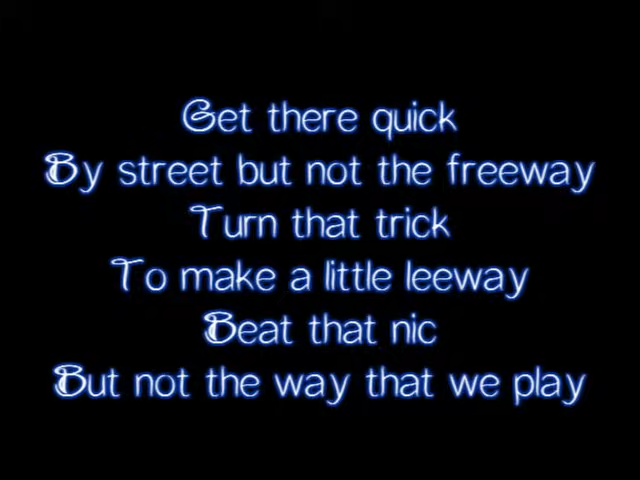 Get there quick
By street but not the freeway
Turn that trick
To make a little leeway
Beat that nic
But not the way that we play